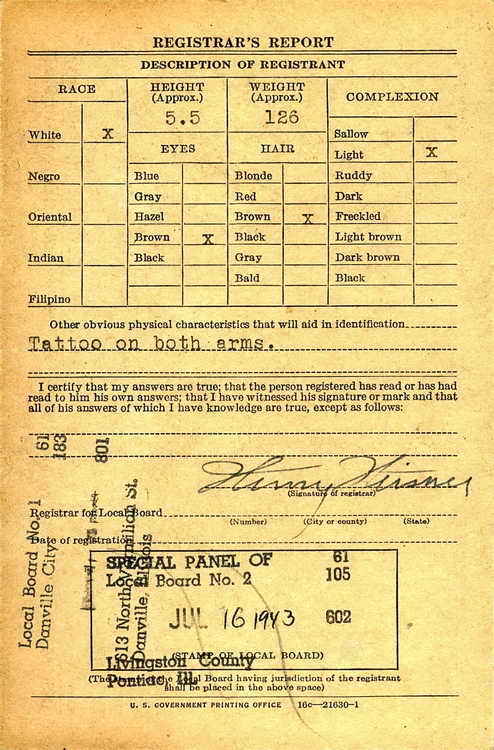 REGISTRAR'S REPORT
DESCRIPTION OF REGISTRANT
RACE
HEIGHT
(Approx.)
WEIGHT
(Approx.)
COMPLEXION
5.5
126
White X
EYES
HAIR
Sallow
Light X
Negro
Blue
Blonde
Ruddy
Gray
Red
Dark
Oriental
Hazel
Brown X
Freckled
Brown X
Black
Light brown
Indian
Black
Gray
Dark brown
Bald
Black
Filipino
Other obvious physical characteristics that will aid in identification
Tattoo on both arms.
I certify that my answers are true; that the person registered has read or has had
read to him his own answers; that I have witnessed his signature or mark and that
all of his answers of which I have knowledge are true, except as follows:
61
183
801
Henry
(Signature of registrar)
Registrar for Local Board
(Number) (City or county) (State)
Date of registration
Local Board No. 1
Danville City
613 North Vermilion St.
Danville, Illinois
SPECIAL PANEL OF 61
Local Board No. 2 105
JUL 16 1943 602
(STAMP OF LOCAL BOARD)
Livingston County
Pontiac, Ill.
(The stamp of the Local Board having jurisdiction of the registrant
shall be placed in the above space)
U. S. GOVERNMENT PRINTING OFFICE 16c—21630-1